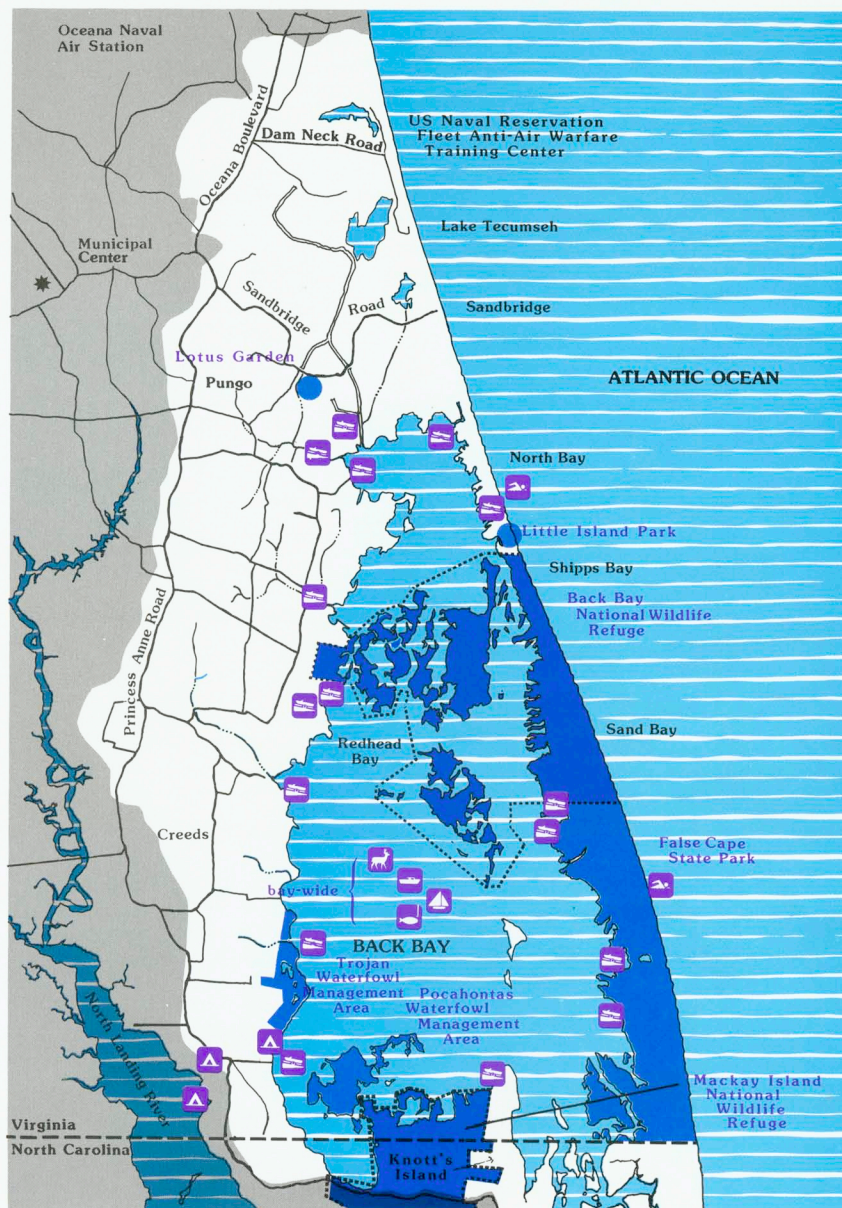 Oceana Naval
Air Station
US Naval Reservation
Fleet Anti-Air Warfare
Training Center
Oceana Boulevard
Dam Neck Road
Lake Tecumseh
Municipal
Center
Sandbridge
Road
Sandbridge
Lotus Garden
Pungo
ATLANTIC OCEAN
North Bay
Little Island Park
Shipps Bay
Back Bay
National Wildlife
Refuge
Princess Anne Road
Redhead
Bay
Sand Bay
Creeds
False Cape
State Park
bay-wide
BACK BAY
Trojan
Waterfowl
Management
Area
Pocahontas
Waterfowl
Management
Area
North Landing River
Mackay Island
National
Wildlife
Refuge
Virginia
North Carolina
Knott's
Island